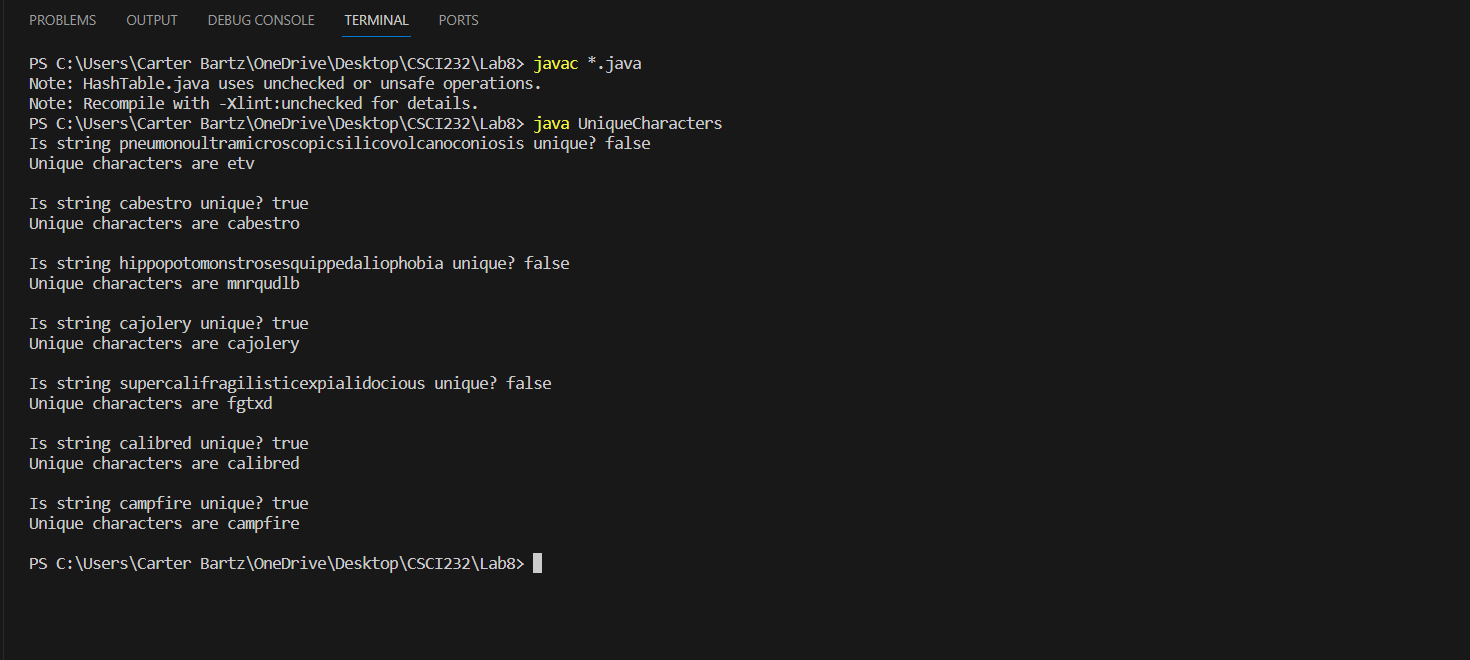 PROBLEMS OUTPUT DEBUG CONSOLE TERMINAL PORTS
PS C:\Users\Carter Bartz\OneDrive\Desktop\CSCI232\Lab8> javac *.java
Note: HashTable.java uses unchecked or unsafe operations.
Note: Recompile with -Xlint:unchecked for details.
PS C:\Users\Carter Bartz\OneDrive\Desktop\CSCI232\Lab8> java UniqueCharacters
Is string pneumonoultramicroscopicsilicovolcanoconiosis unique? false
Unique characters are etv
Is string cabestro unique? true
Unique characters are cabestro
Is string hippopotomonstrosesquippedaliophobia unique? false
Unique characters are mnrqudlb
Is string cajolery unique? true
Unique characters are cajolery
Is string supercalifragilisticexpialidocious unique? false
Unique characters are fgtxd
Is string calibred unique? true
Unique characters are calibred
Is string campfire unique? true
Unique characters are campfire
PS C:\Users\Carter Bartz\OneDrive\Desktop\CSCI232\Lab8>